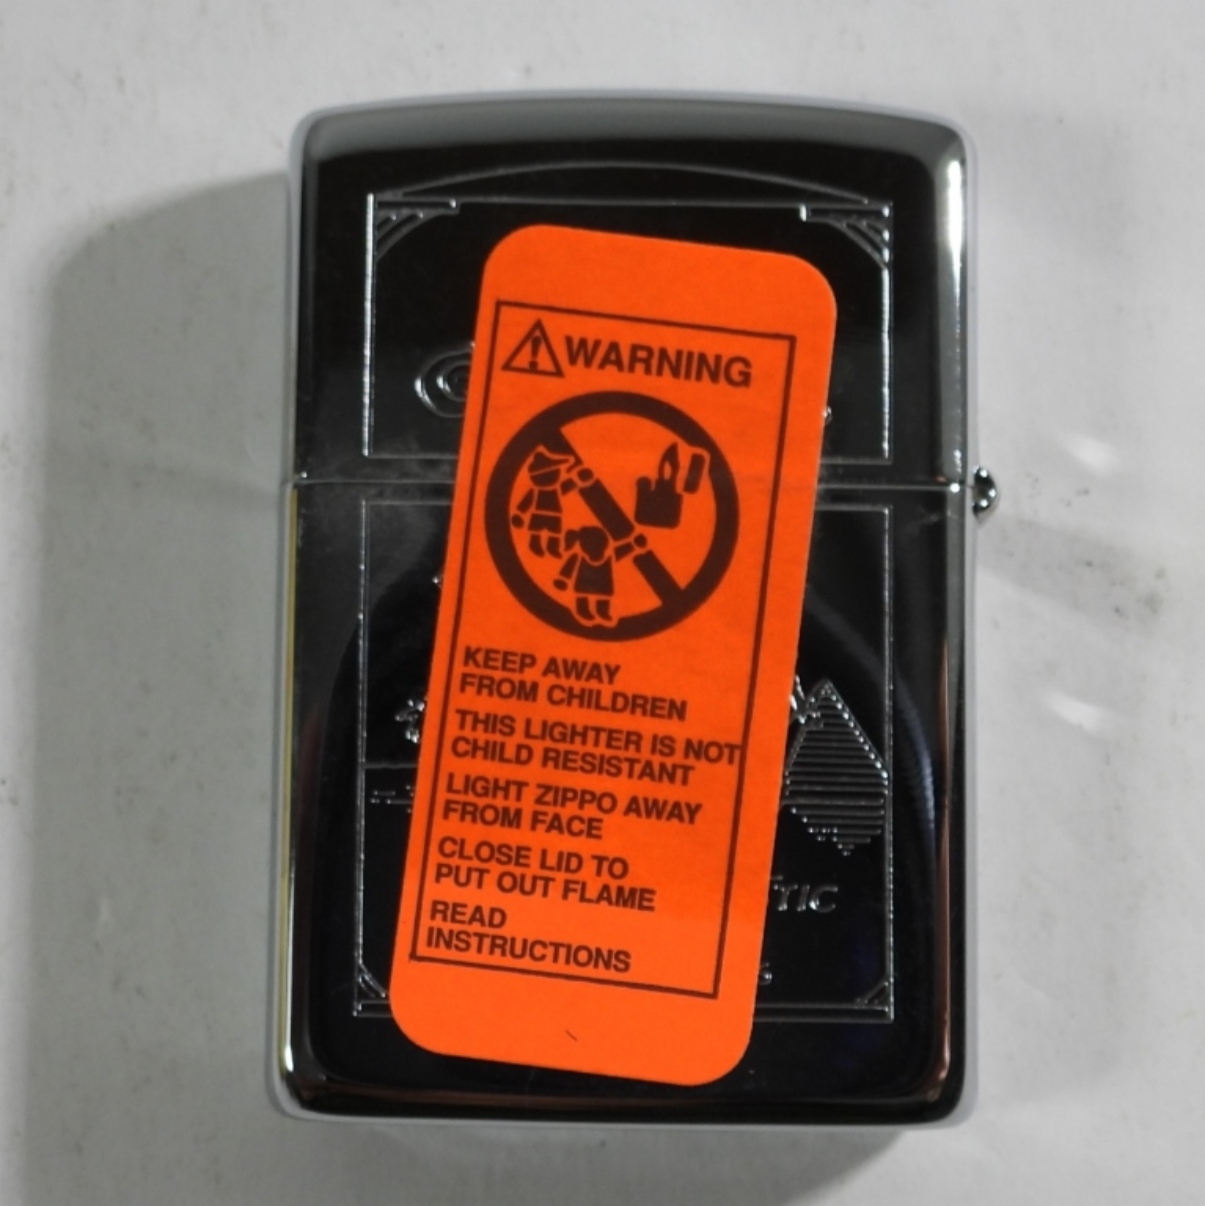 WARNING
KEEP AWAY
FROM CHILDREN
THIS LIGHTER IS NOT
CHILD RESISTANT
LIGHT ZIPPO AWAY
FROM FACE
CLOSE LID TO
PUT OUT FLAME
READ
INSTRUCTIONS
TIC